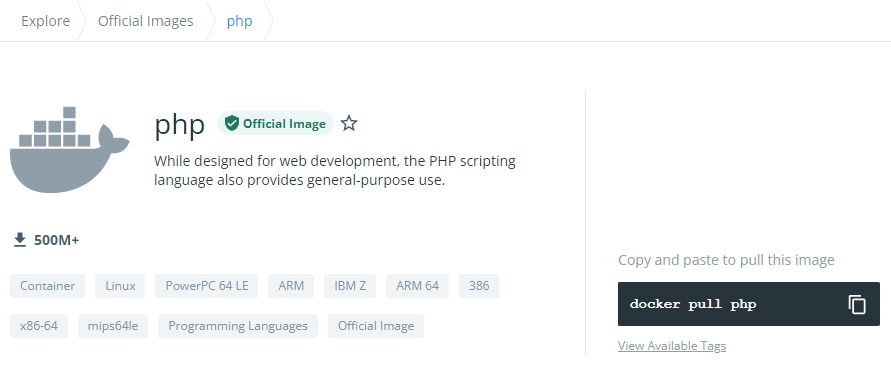 Explore Official Images php
php Official Image
While designed for web development, the PHP scripting
language also provides general-purpose use.
500M+
Container Linux PowerPC 64 LE ARM IBM Z ARM 64 386
x86-64 mips64le Programming Languages Official Image
Copy and paste to pull this image
docker pull php
View Available Tags